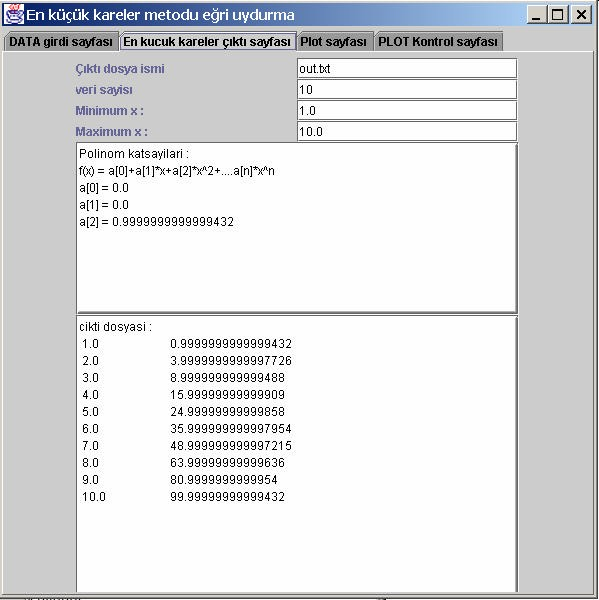 En küçük kareler metodu eğri uydurma
DATA girdi sayfası En kucuk kareler çıktı sayfası Plot sayfası PLOT Kontrol sayfası
Çıktı dosya ismi out.txt
veri sayisi 10
Minimum x : 1.0
Maximum x : 10.0
Polinom katsayilari :
f(x) = a[0]+a[1]*x+a[2]*x^2+....a[n]*x^n
a[0] = 0.0
a[1] = 0.0
a[2] = 0.9999999999999432
cikti dosyasi :
1.0 0.9999999999999432
2.0 3.9999999999997726
3.0 8.999999999999488
4.0 15.99999999999909
5.0 24.99999999999858
6.0 35.999999999997954
7.0 48.999999999997215
8.0 63.99999999999636
9.0 80.9999999999954
10.0 99.99999999999432